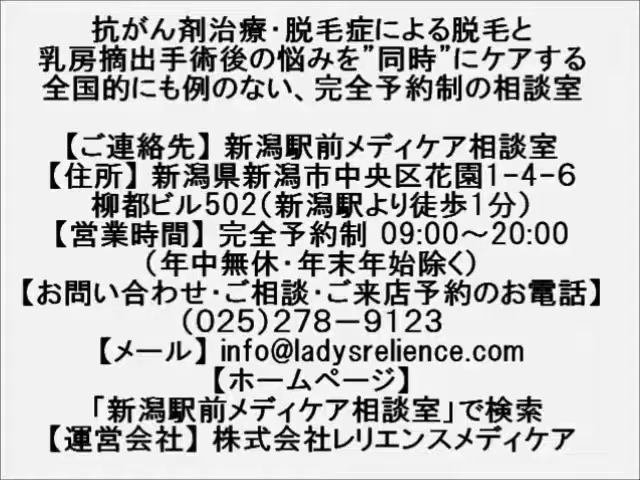 抗がん剤治療・脱毛症による脱毛と
乳房摘出手術後の悩みを”同時”にケアする
全国的にも例のない、完全予約制の相談室
【ご連絡先】新潟駅前メディケア相談室
【住所】新潟県新潟市中央区花園1-4-6
柳都ビル502（新潟駅より徒歩1分）
【営業時間】完全予約制 09:00～20:00
（年中無休・年末年始除く）
【お問い合わせ・ご相談・ご来店予約のお電話】
（025）278－9123
【メール】info@ladysrelience.com
【ホームページ】
「新潟駅前メディケア相談室」で検索
【運営会社】株式会社レリエンスメディケア